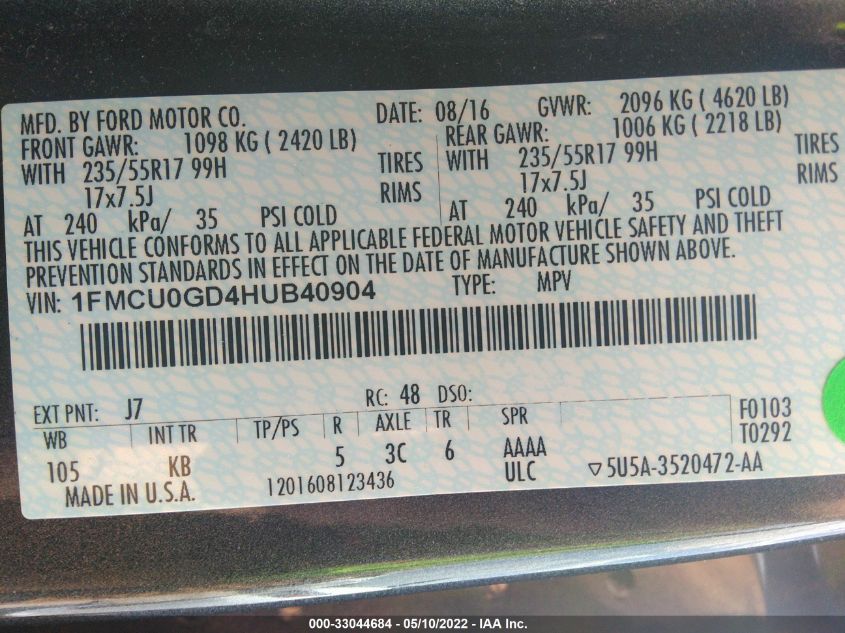 MFD. BY FORD MOTOR CO. DATE: 08/16 GVWR: 2096 KG ( 4620 LB)
FRONT GAWR: 1098 KG ( 2420 LB) REAR GAWR: 1006 KG ( 2218 LB)
WITH 235/55R17 99H TIRES WITH 235/55R17 99H TIRES
17x7.5J RIMS 17x7.5J RIMS
AT 240 kPa/ 35 PSI COLD AT 240 kPa/ 35 PSI COLD
THIS VEHICLE CONFORMS TO ALL APPLICABLE FEDERAL MOTOR VEHICLE SAFETY AND THEFT
PREVENTION STANDARDS IN EFFECT ON THE DATE OF MANUFACTURE SHOWN ABOVE.
VIN: 1FMCU0GD4HUB40904 TYPE: MPV
EXT PNT: J7 RC: 48 DSO:
WB INT TR TP/PS R AXLE TR SPR F0103
105 KB 5 3C 6 AAAA T0292
MADE IN U.S.A. 1201608123436 ULC ▽5U5A-3520472-AA
000-33044684 - 05/10/2022 - IAA Inc.